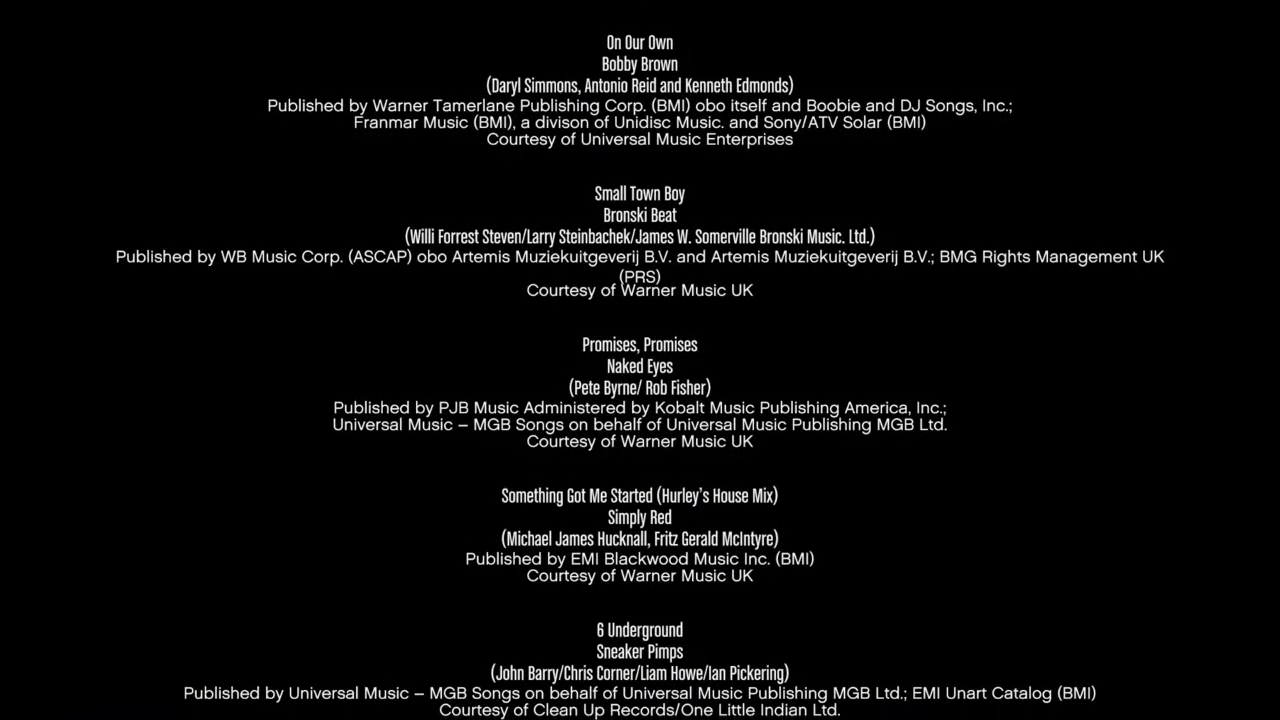 On Our Own
Bobby Brown
(Daryl Simmons, Antonio Reid and Kenneth Edmonds)
Published by Warner Tamerlane Publishing Corp. (BMI) obo itself and Boobie and DJ Songs, Inc.;
Franmar Music (BMI), a divison of Unidisc Music. and Sony/ATV Solar (BMI)
Courtesy of Universal Music Enterprises
Small Town Boy
Bronski Beat
(Willi Forrest Steven/Larry Steinbachek/James W. Somerville Bronski Music. Ltd.)
Published by WB Music Corp. (ASCAP) obo Artemis Muziekuitgeverij B.V. and Artemis Muziekuitgeverij B.V.; BMG Rights Management UK
(PRS)
Courtesy of Warner Music UK
Promises, Promises
Naked Eyes
(Pete Byrne/ Rob Fisher)
Published by PJB Music Administered by Kobalt Music Publishing America, Inc.;
Universal Music – MGB Songs on behalf of Universal Music Publishing MGB Ltd.
Courtesy of Warner Music UK
Something Got Me Started (Hurley's House Mix)
Simply Red
(Michael James Hucknall, Fritz Gerald McIntyre)
Published by EMI Blackwood Music Inc. (BMI)
Courtesy of Warner Music UK
6 Underground
Sneaker Pimps
(John Barry/Chris Corner/Liam Howe/Ian Pickering)
Published by Universal Music – MGB Songs on behalf of Universal Music Publishing MGB Ltd.; EMI Unart Catalog (BMI)
Courtesy of Clean Up Records/One Little Indian Ltd.